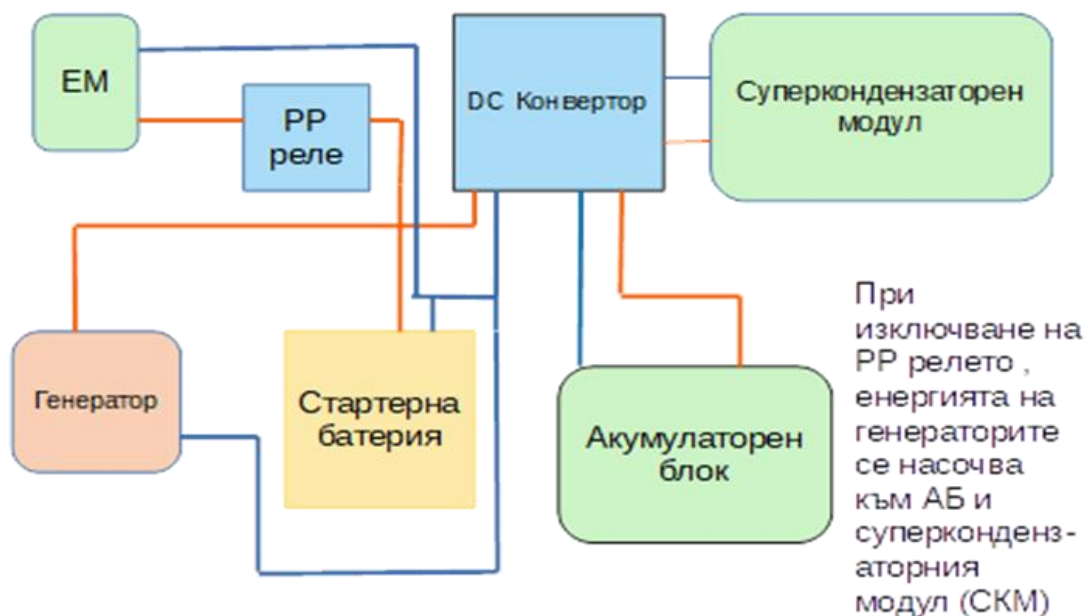 ЕМ
РР
реле
DC Конвертор
Суперкондензаторен
модул
Генератор
Стартерна
батерия
Акумулаторен
блок
При
изключване на
РР релето ,
енергията на
генераторите
се насочва
към АБ и
суперконденз-
аторния
модул (СКМ)